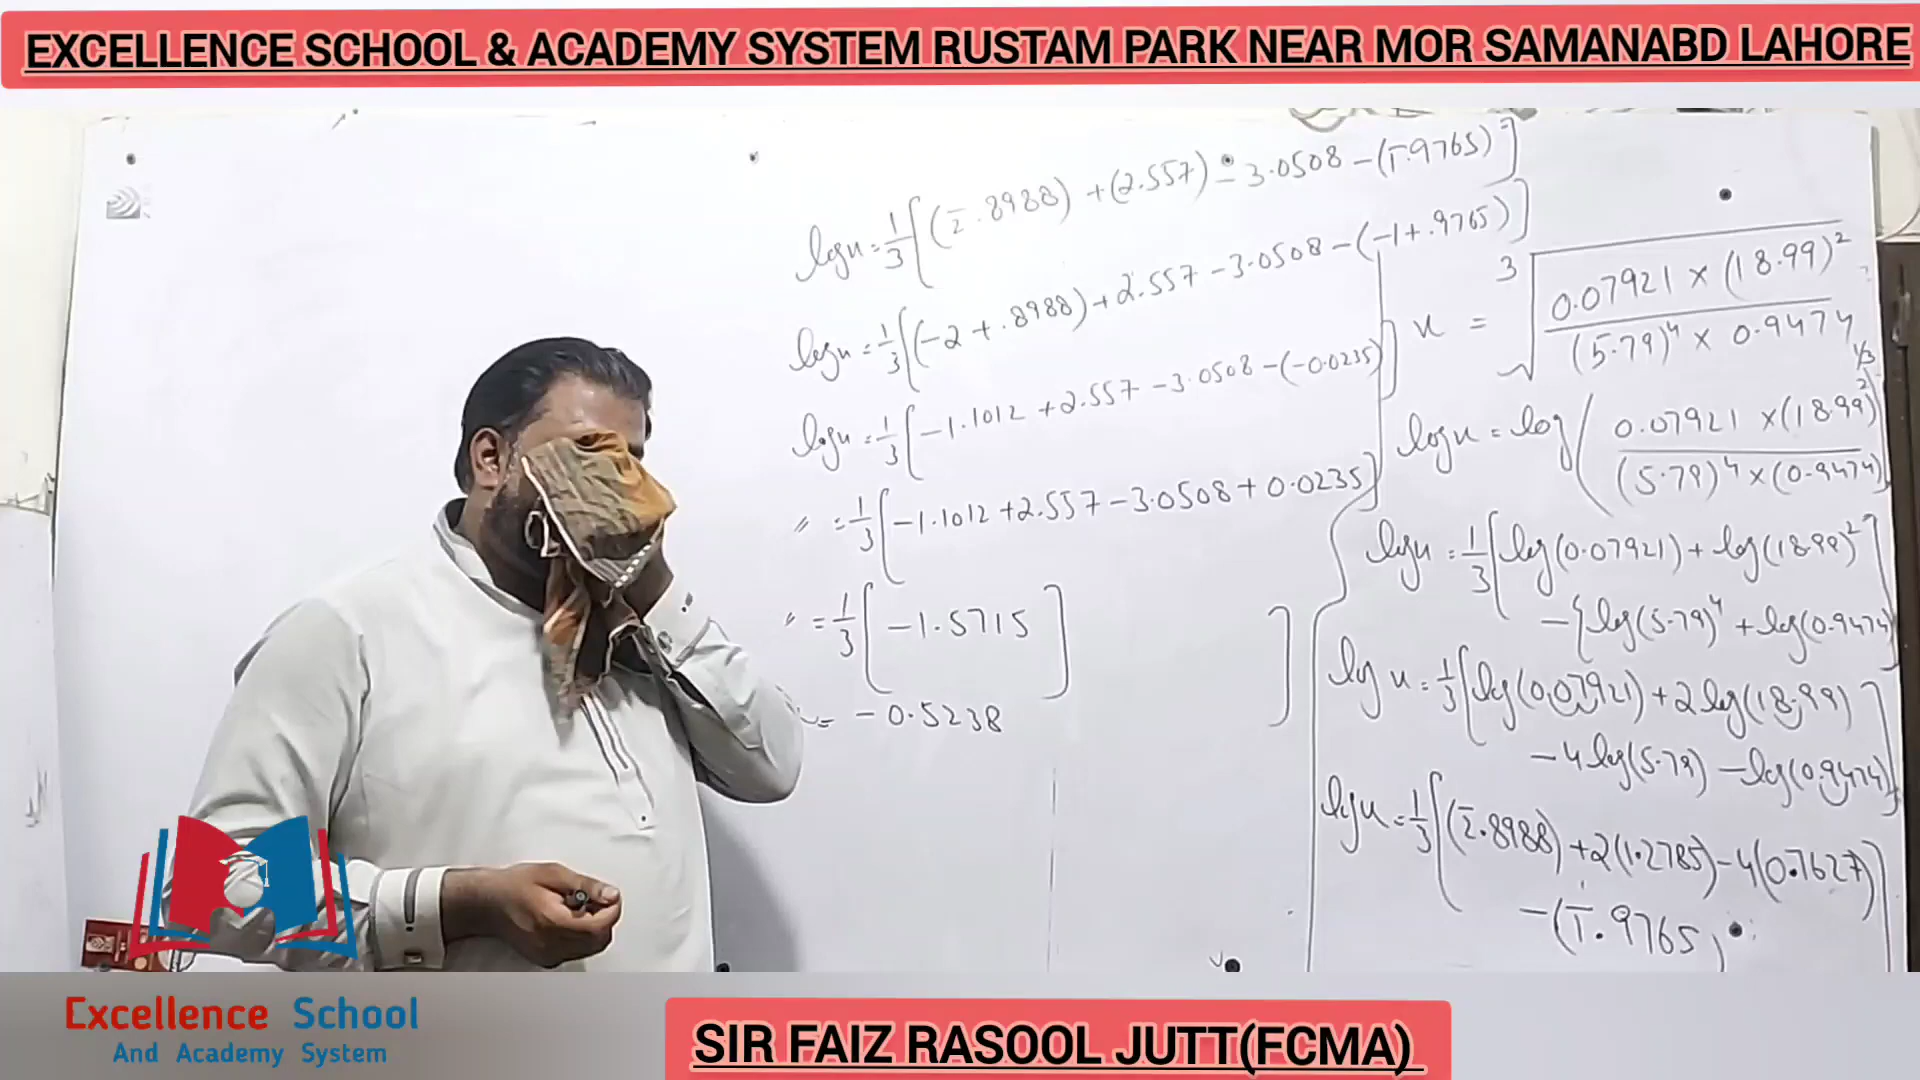 EXCELLENCE SCHOOL & ACADEMY SYSTEM RUSTAM PARK NEAR MOR SAMANABD LAHORE
x = ∛(0.07921 × (18.99)² / (5.79)⁴ × 0.9474)
log x = log (0.07921 × (18.99)² / (5.79)⁴ × (0.9474))^1/3
log x = 1/3 [log(0.07921) + log(18.99)²
- {log(5.79)⁴ + log(0.9474)
log x = 1/3 [log(0.07921) + 2 log(18.99)
- 4 log(5.79) - log(0.9474)]
log x = 1/3 [(2̅.8988) + 2(1.2785) - 4(0.7627)
- (1̅.9765)
log x = 1/3 [(2̅.8988) + (2.557) - 3.0508 - (1̅.9765)]
log x = 1/3 [(-2 + .8988) + 2.557 - 3.0508 - (-1 + .9765)]
log x = 1/3 [-1.1012 + 2.557 - 3.0508 - (-0.0235)]
〃 = 1/3 [-1.1012 + 2.557 - 3.0508 + 0.0235]
〃 = 1/3 [-1.5715]
= -0.5238
Excellence School
And Academy System
SIR FAIZ RASOOL JUTT(FCMA)